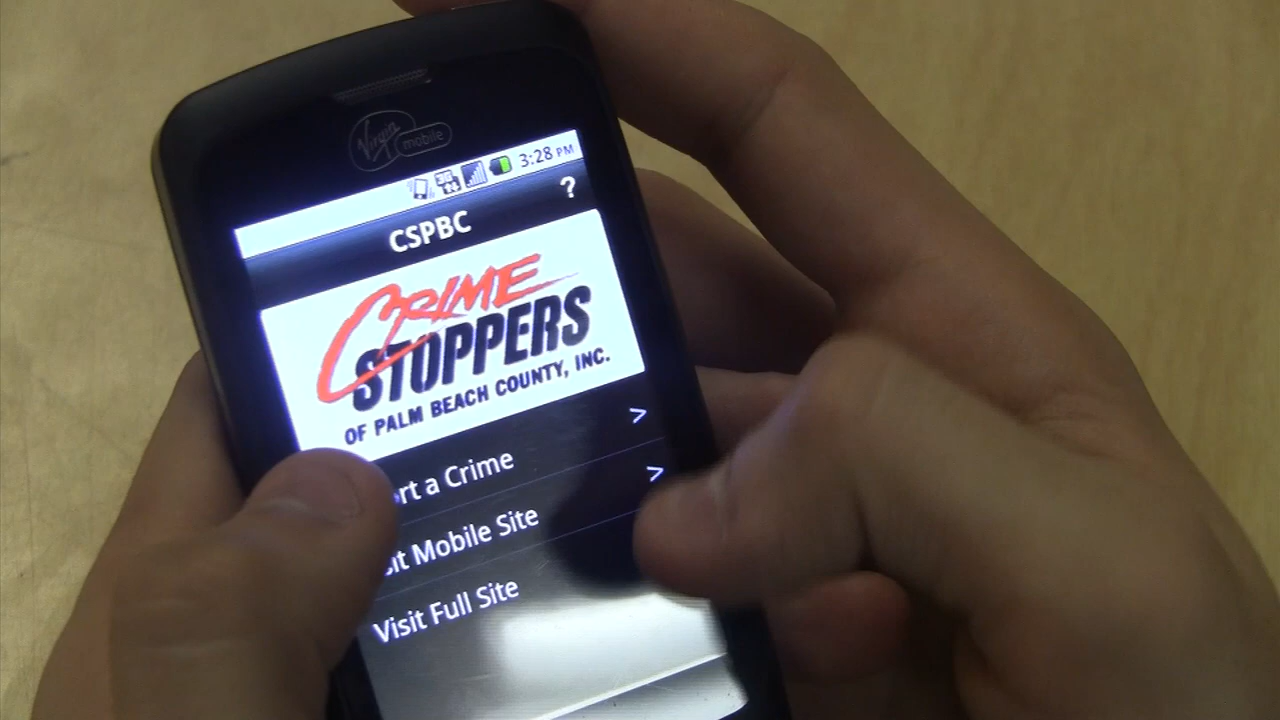 Virgin mobile
3G 3:28 PM
CSPBC ?
CRIME
STOPPERS
OF PALM BEACH COUNTY, INC.
rt a Crime >
it Mobile Site >
Visit Full Site